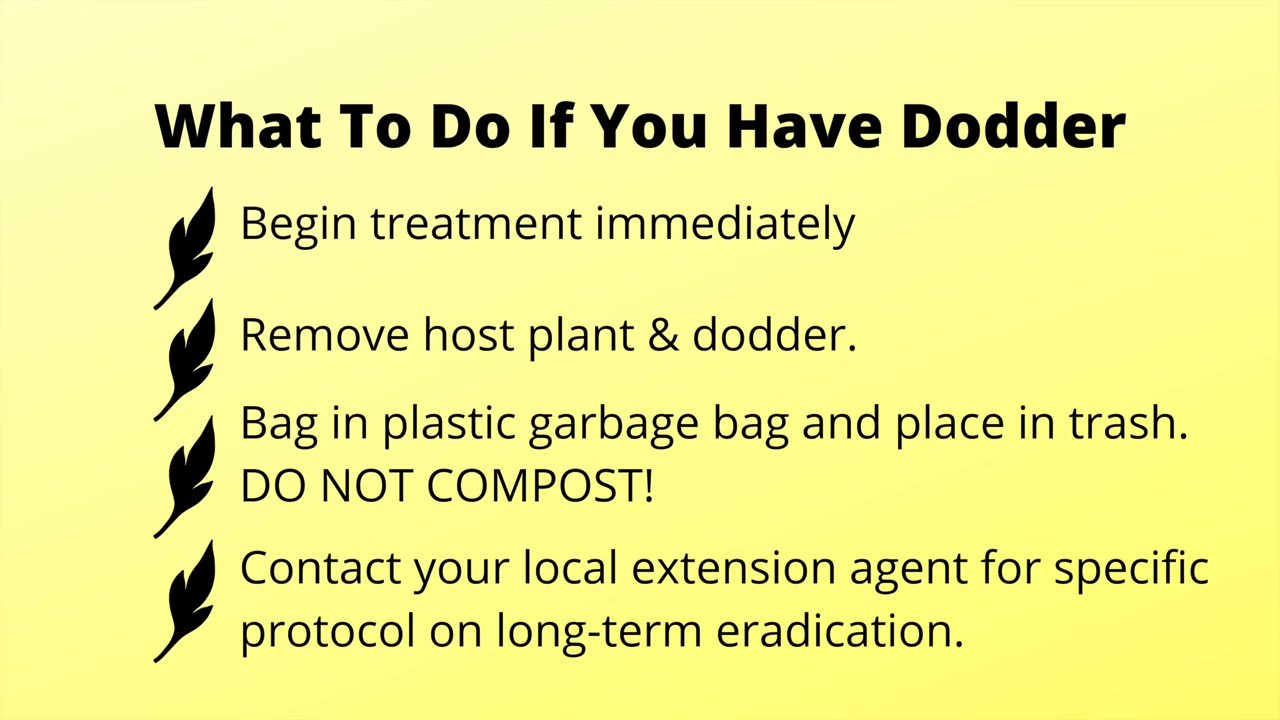 What To Do If You Have Dodder
Begin treatment immediately
Remove host plant & dodder.
Bag in plastic garbage bag and place in trash.
DO NOT COMPOST!
Contact your local extension agent for specific
protocol on long-term eradication.